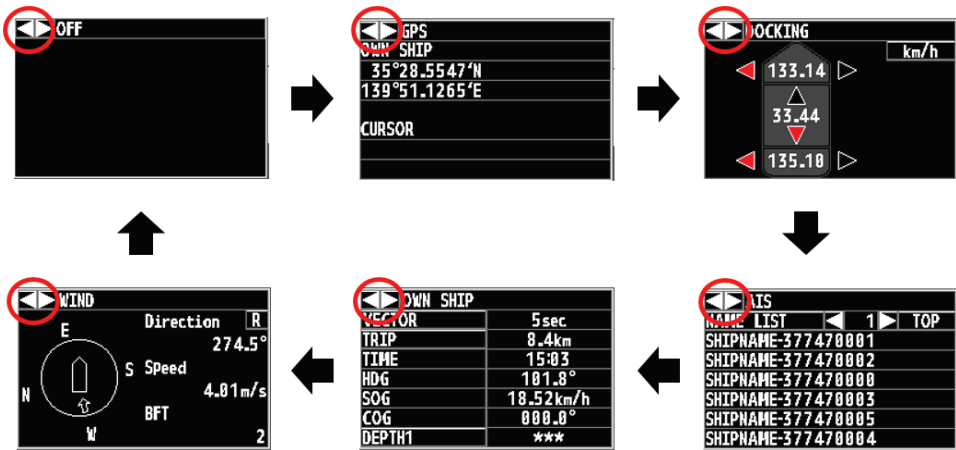 OFF
GPS
OWN SHIP
35°28.5547'N
139°51.1265'E
CURSOR
DOCKING
km/h
133.14
33.44
135.10
WIND
E
S
N
W
Direction R
274.5°
Speed
4.01m/s
BFT
2
OWN SHIP
VECTOR 5sec
TRIP 8.4km
TIME 15:03
HDG 101.8°
SOG 18.52km/h
COG 000.0°
DEPTH1 ***
AIS
NAME LIST 1 TOP
SHIPNAME-377470001
SHIPNAME-377470002
SHIPNAME-377470000
SHIPNAME-377470003
SHIPNAME-377470005
SHIPNAME-377470004